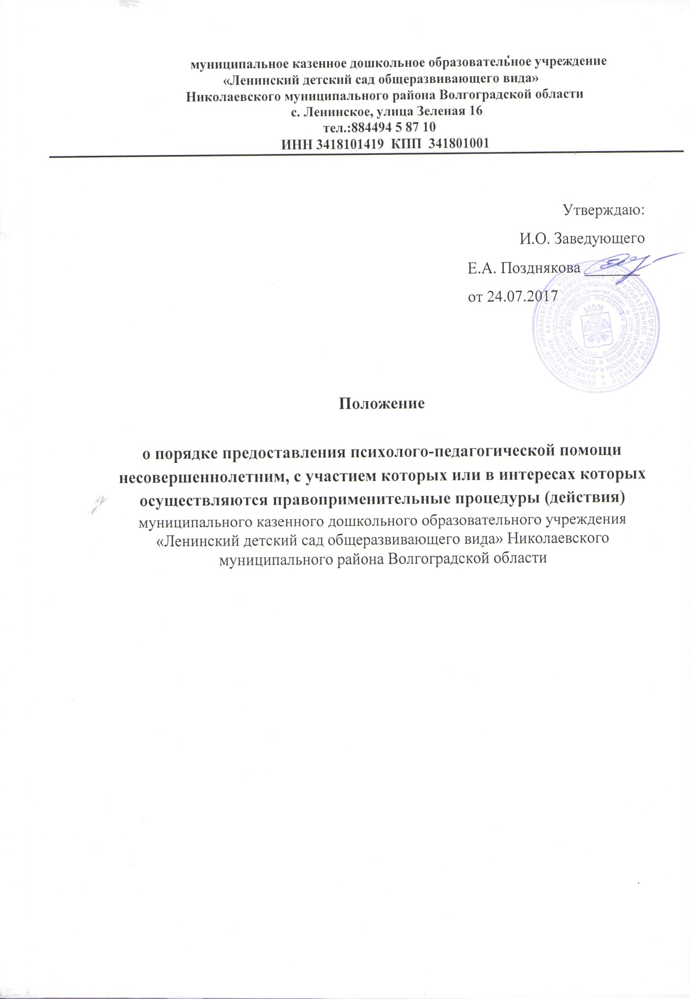 муниципальное казенное дошкольное образовательное учреждение
«Ленинский детский сад общеразвивающего вида»
Николаевского муниципального района Волгоградской области
с. Ленинское, улица Зеленая 16
тел.:884494 5 87 10
ИНН 3418101419 КПП 341801001
Утверждаю:
И.О. Заведующего
Е.А. Позднякова
от 24.07.2017
Положение
о порядке предоставления психолого-педагогической помощи
несовершеннолетним, с участием которых или в интересах которых
осуществляются правоприменительные процедуры (действия)
муниципального казенного дошкольного образовательного учреждения
«Ленинский детский сад общеразвивающего вида» Николаевского
муниципального района Волгоградской области